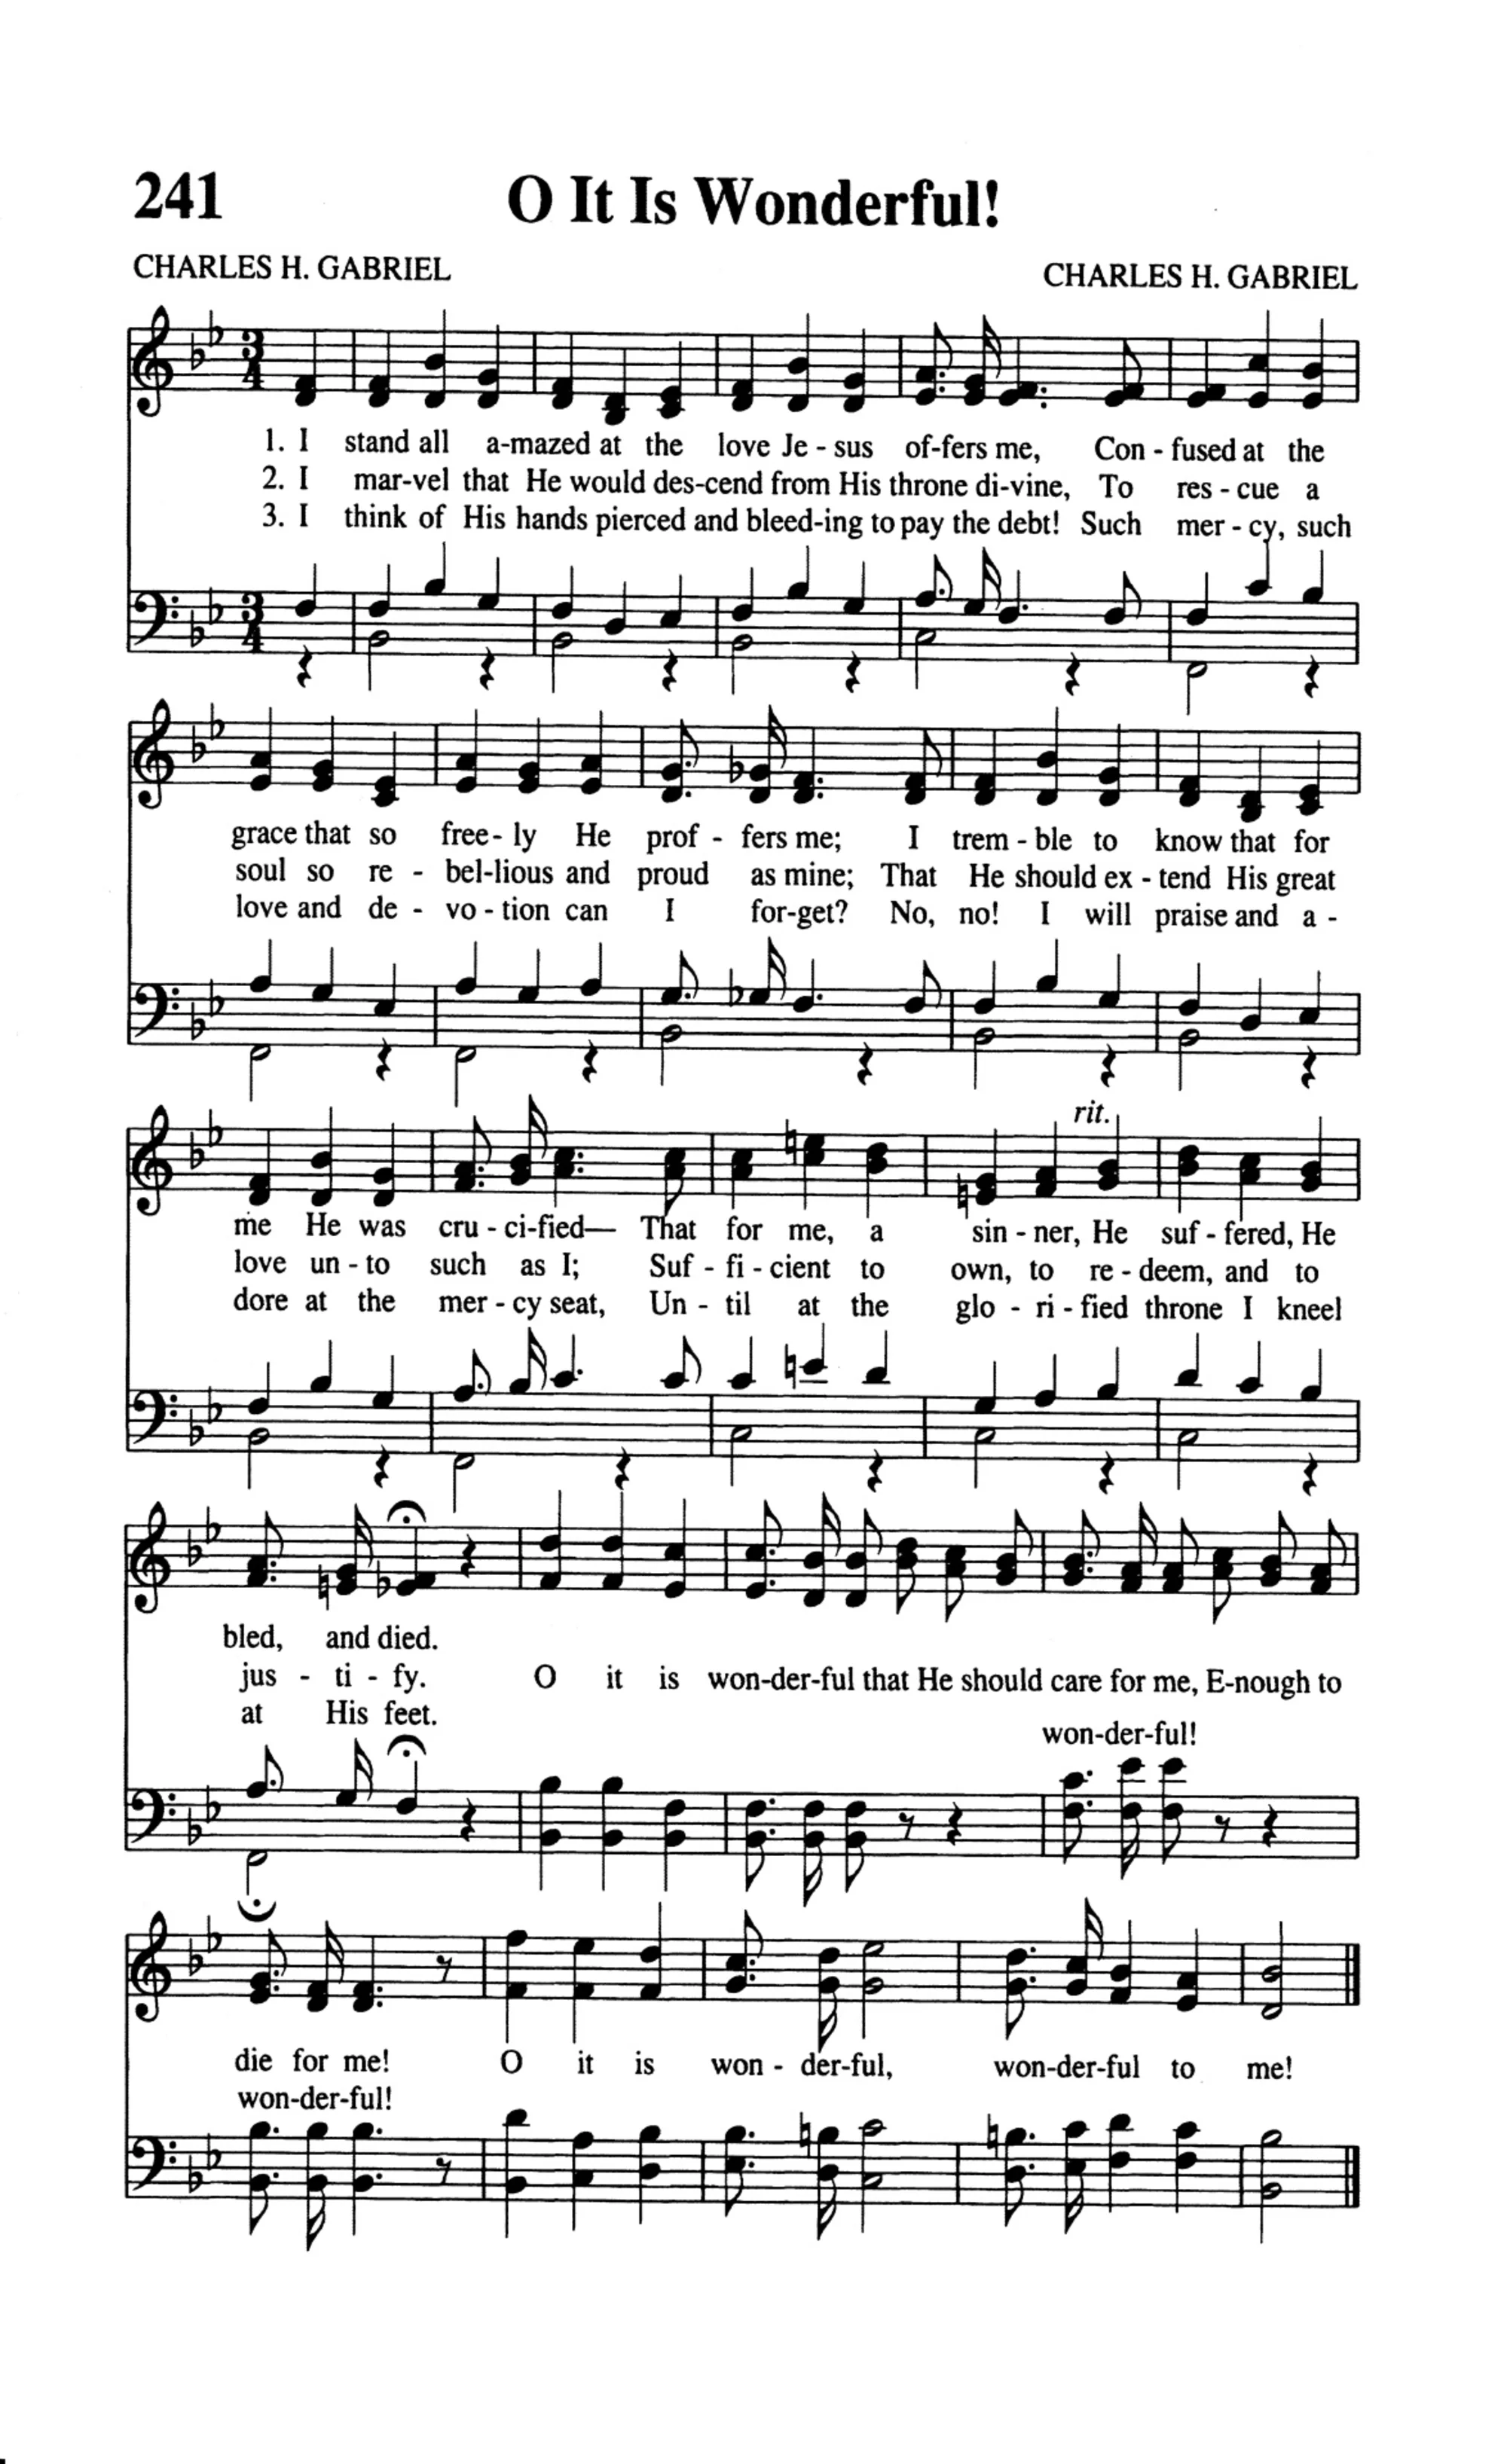 241
O It Is Wonderful!
CHARLES H. GABRIEL
CHARLES H. GABRIEL
3
4
1. I stand all a-mazed at the love Je - sus of-fers me, Con - fused at the
2. I mar-vel that He would des-cend from His throne di-vine, To res - cue a
3. I think of His hands pierced and bleed-ing to pay the debt! Such mer - cy, such
3
4
grace that so free - ly He prof - fers me; I trem - ble to know that for
soul so re - bel-lious and proud as mine; That He should ex - tend His great
love and de - vo - tion can I for-get? No, no! I will praise and a -
rit.
me He was cru - ci-fied— That for me, a sin - ner, He suf - fered, He
love un - to such as I; Suf - fi - cient to own, to re - deem, and to
dore at the mer - cy seat, Un - til at the glo - ri - fied throne I kneel
bled, and died.
jus - ti - fy. O it is won-der-ful that He should care for me, E-nough to
at His feet.
won-der-ful!
die for me! O it is won - der-ful, won-der-ful to me!
won-der-ful!